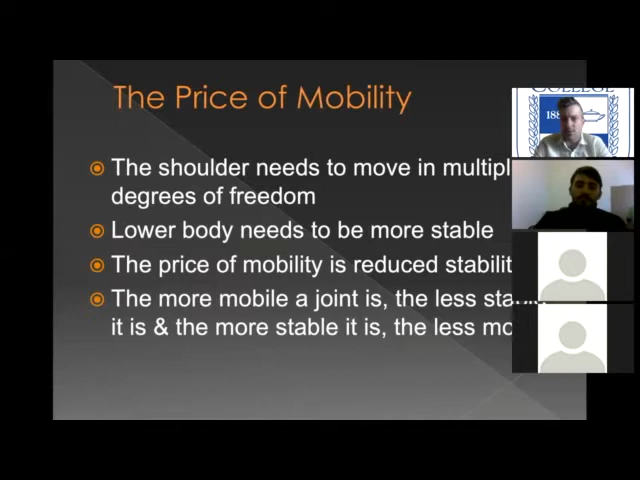 The Price of Mobility
COLLEGE
188
The shoulder needs to move in multipl
degrees of freedom
Lower body needs to be more stable
The price of mobility is reduced stabilit
The more mobile a joint is, the less
it is & the more stable it is, the less mo